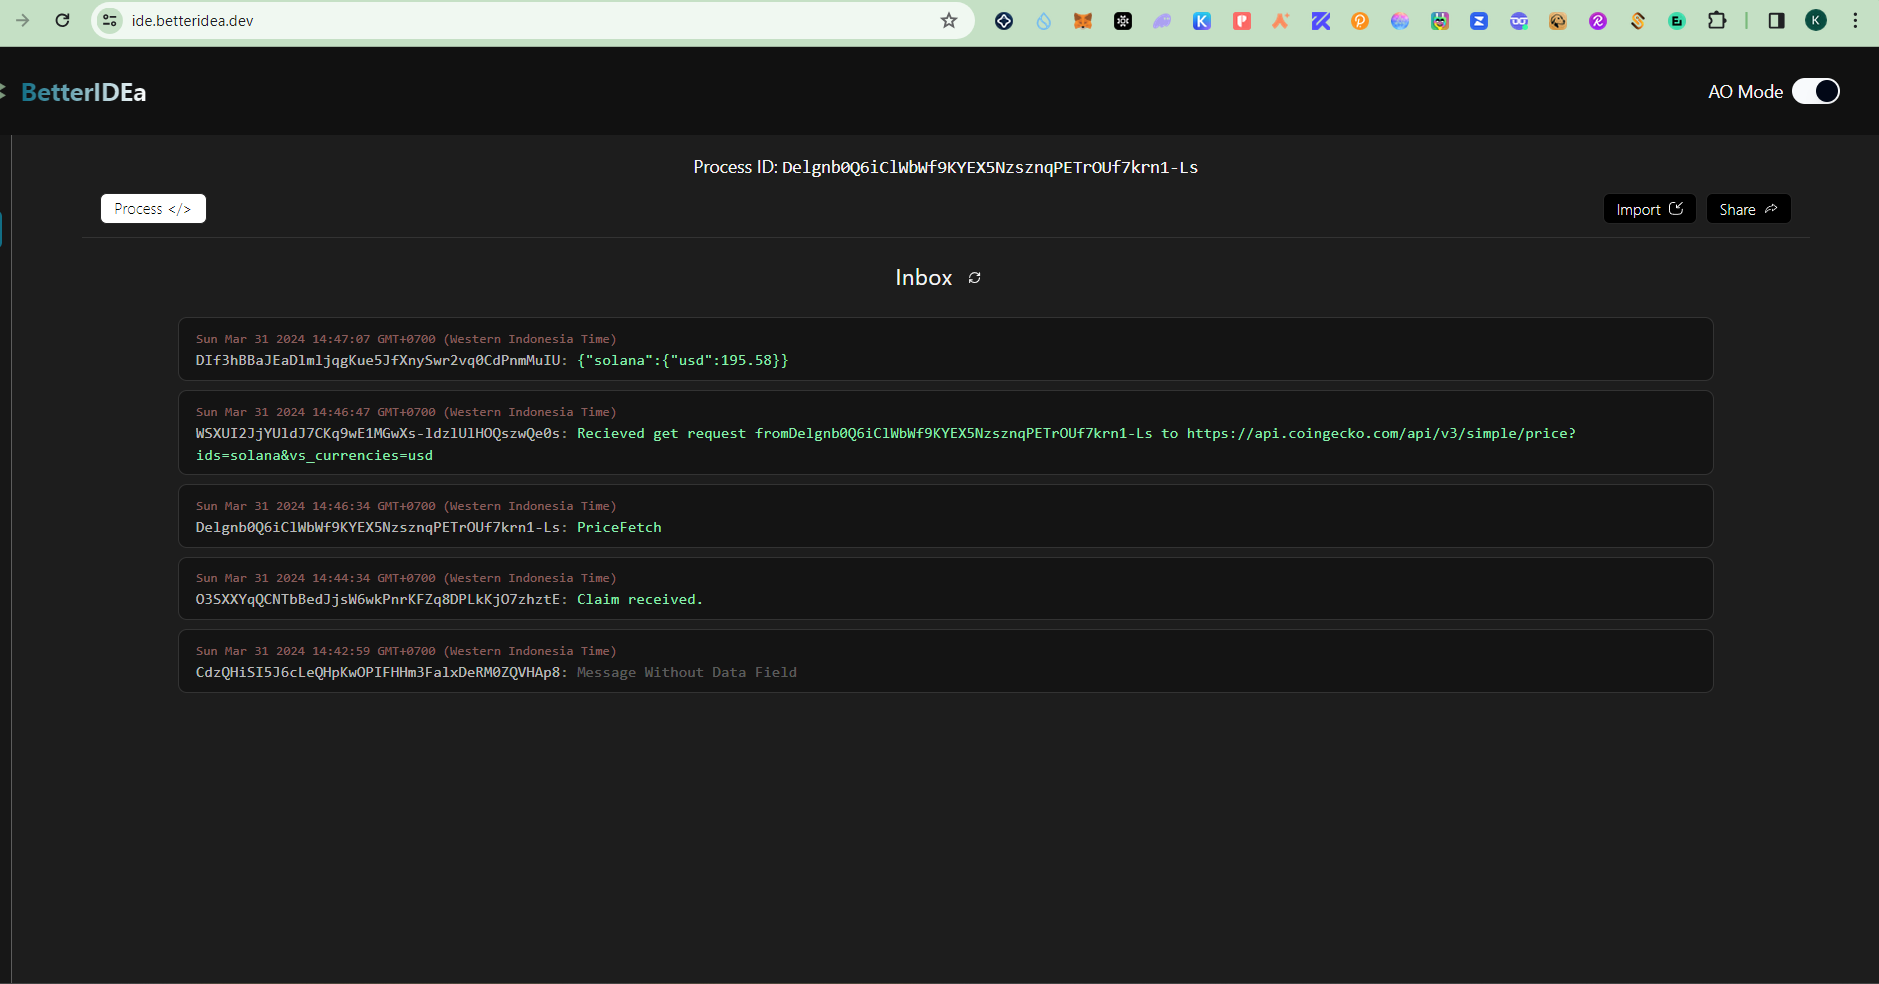 ide.betteridea.dev
K
BetterIDEa
AO Mode
Process ID: Delgnb0Q6iClWbWf9KYEX5NzsznqPETrOUf7krn1-Ls
Process </>
Import
Share
Inbox
Sun Mar 31 2024 14:47:07 GMT+0700 (Western Indonesia Time)
DIf3hBBaJEaDlmljqgKue5JfXnySwr2vq0CdPnmMuIU: {"solana":{"usd":195.58}}
Sun Mar 31 2024 14:46:47 GMT+0700 (Western Indonesia Time)
WSXUI2JjYUldJ7CKq9wE1MGwXs-ldzlUlHOQszwQe0s: Recieved get request fromDelgnb0Q6iClWbWf9KYEX5NzsznqPETrOUf7krn1-Ls to https://api.coingecko.com/api/v3/simple/price?
ids=solana&vs_currencies=usd
Sun Mar 31 2024 14:46:34 GMT+0700 (Western Indonesia Time)
Delgnb0Q6iClWbWf9KYEX5NzsznqPETrOUf7krn1-Ls: PriceFetch
Sun Mar 31 2024 14:44:34 GMT+0700 (Western Indonesia Time)
O3SXXYqQCNTbBedJjsW6wkPnrKFZq8DPLkKjO7zhztE: Claim received.
Sun Mar 31 2024 14:42:59 GMT+0700 (Western Indonesia Time)
CdzQHiSI5J6cLeQHpKwOPIFHHm3FalxDeRM0ZQVHAp8: Message Without Data Field